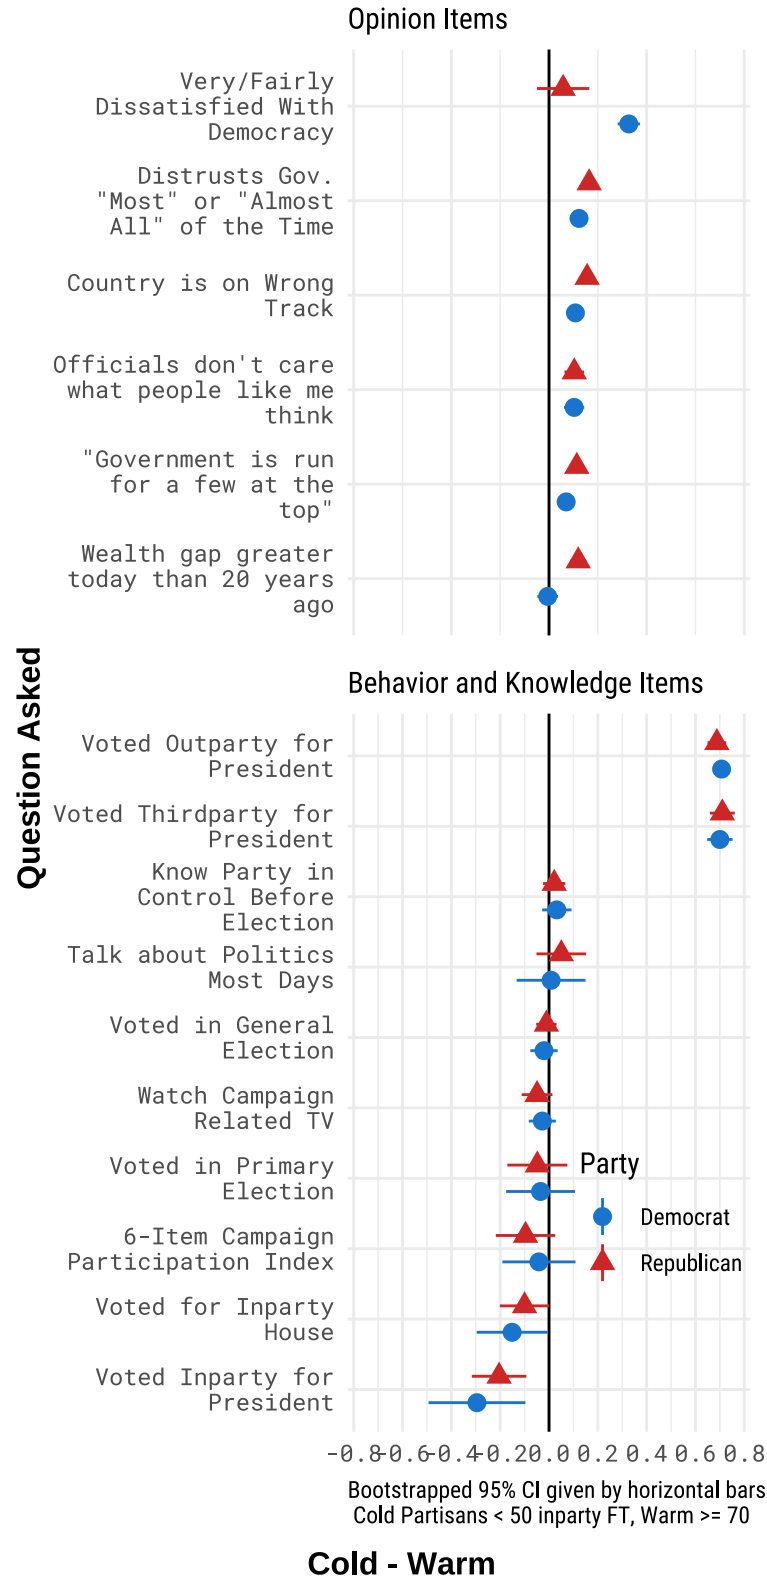 Opinion Items
Very/Fairly
Dissatisfied With
Democracy
Distrusts Gov.
"Most" or "Almost
All" of the Time
Country is on Wrong
Track
Officials don't care
what people like me
think
"Government is run
for a few at the
top"
Wealth gap greater
today than 20 years
ago
Question Asked
Behavior and Knowledge Items
Voted Outparty for
President
Voted Thirdparty for
President
Know Party in
Control Before
Election
Talk about Politics
Most Days
Voted in General
Election
Watch Campaign
Related TV
Voted in Primary
Election
6-Item Campaign
Participation Index
Voted for Inparty
House
Voted Inparty for
President
Party
Democrat
Republican
-0.8 -0.6 -0.4 -0.2 0.0 0.2 0.4 0.6 0.8
Bootstrapped 95% CI given by horizontal bars
Cold Partisans < 50 inparty FT, Warm >= 70
Cold - Warm